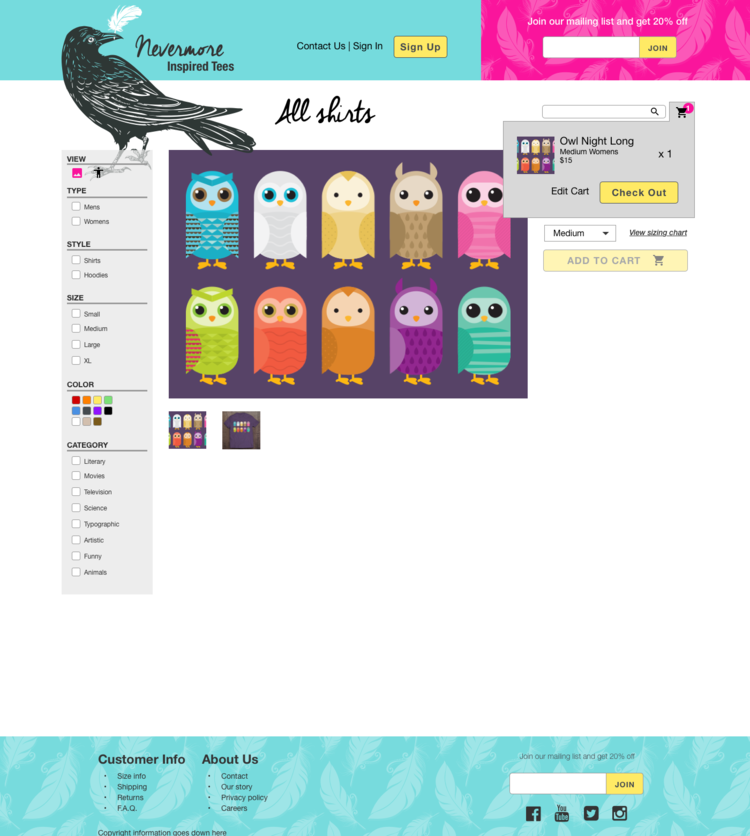 Join our mailing list and get 20% off
Nevermore
Inspired Tees
Contact Us | Sign In
Sign Up
JOIN
All shirts
1
Owl Night Long
Medium Womens
$15
x 1
Edit Cart
Check Out
VIEW
TYPE
Mens
Womens
STYLE
Shirts
Hoodies
SIZE
Small
Medium
Large
XL
COLOR
CATEGORY
Literary
Movies
Television
Science
Typographic
Artistic
Funny
Animals
Medium
View sizing chart
ADD TO CART
Customer Info
• Size info
• Shipping
• Returns
• F.A.Q.
About Us
• Contact
• Our story
• Privacy policy
• Careers
Join our mailing list and get 20% off
JOIN
You
Tube
Copyright information goes down here